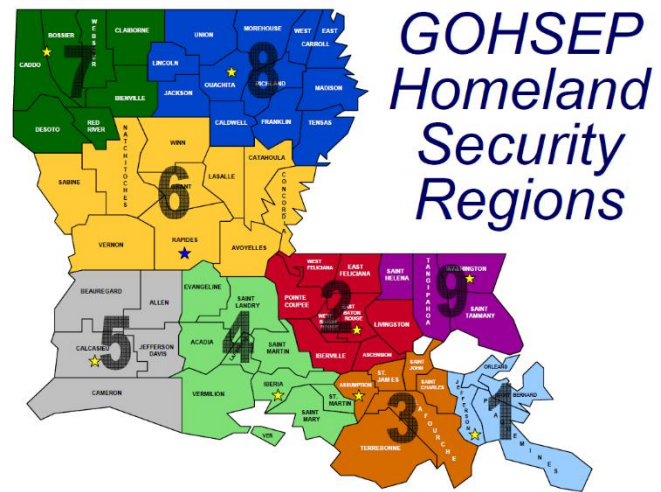 GOHSEP
Homeland
Security
Regions
7
BOSSIER
WEBSTER
CLAIBORNE
CADDO
BIENVILLE
DESOTO
RED
RIVER
8
UNION
MOREHOUSE
WEST
CARROLL
EAST
LINCOLN
OUACHITA
RICHLAND
MADISON
JACKSON
CALDWELL
FRANKLIN
TENSAS
6
NATCHITOCHES
WINN
SABINE
GRANT
LASALLE
CATAHOULA
CONCORDIA
VERNON
RAPIDES
AVOYELLES
5
BEAUREGARD
ALLEN
CALCASIEU
JEFFERSON
DAVIS
CAMERON
4
EVANGELINE
SAINT
LANDRY
ACADIA
SAINT
MARTIN
VERMILION
IBERIA
ST.
MARTIN
SAINT
MARY
VER
2
WEST
FELICIANA
EAST
FELICIANA
POINTE
COUPEE
EAST
BATON
ROUGE
LIVINGSTON
IBERVILLE
ASCENSION
9
SAINT
HELENA
TANGIPAHOA
WASHINGTON
SAINT
TAMMANY
3
ASSUMPTION
ST.
JAMES
SAINT
JOHN
SAINT
CHARLES
TERREBONNE
1
ORLEANS
JEFFERSON